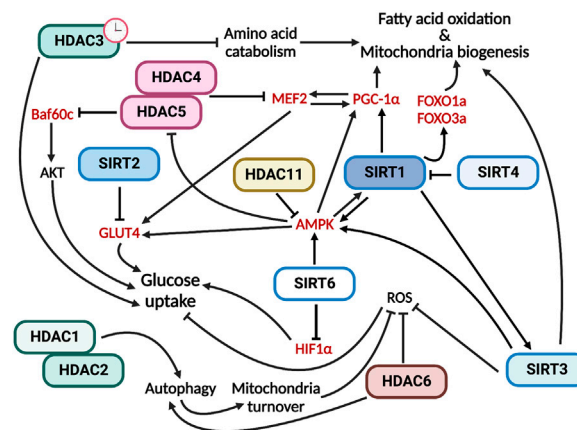 Fatty acid oxidation
&
Mitochondria biogenesis
HDAC3
Amino acid
catabolism
HDAC4
HDAC5
MEF2
PGC-1α
FOXO1a
FOXO3a
Baf60c
AKT
SIRT2
HDAC11
SIRT1
SIRT4
GLUT4
AMPK
Glucose
uptake
SIRT6
ROS
HIF1α
HDAC1
HDAC2
Autophagy
Mitochondria
turnover
HDAC6
SIRT3